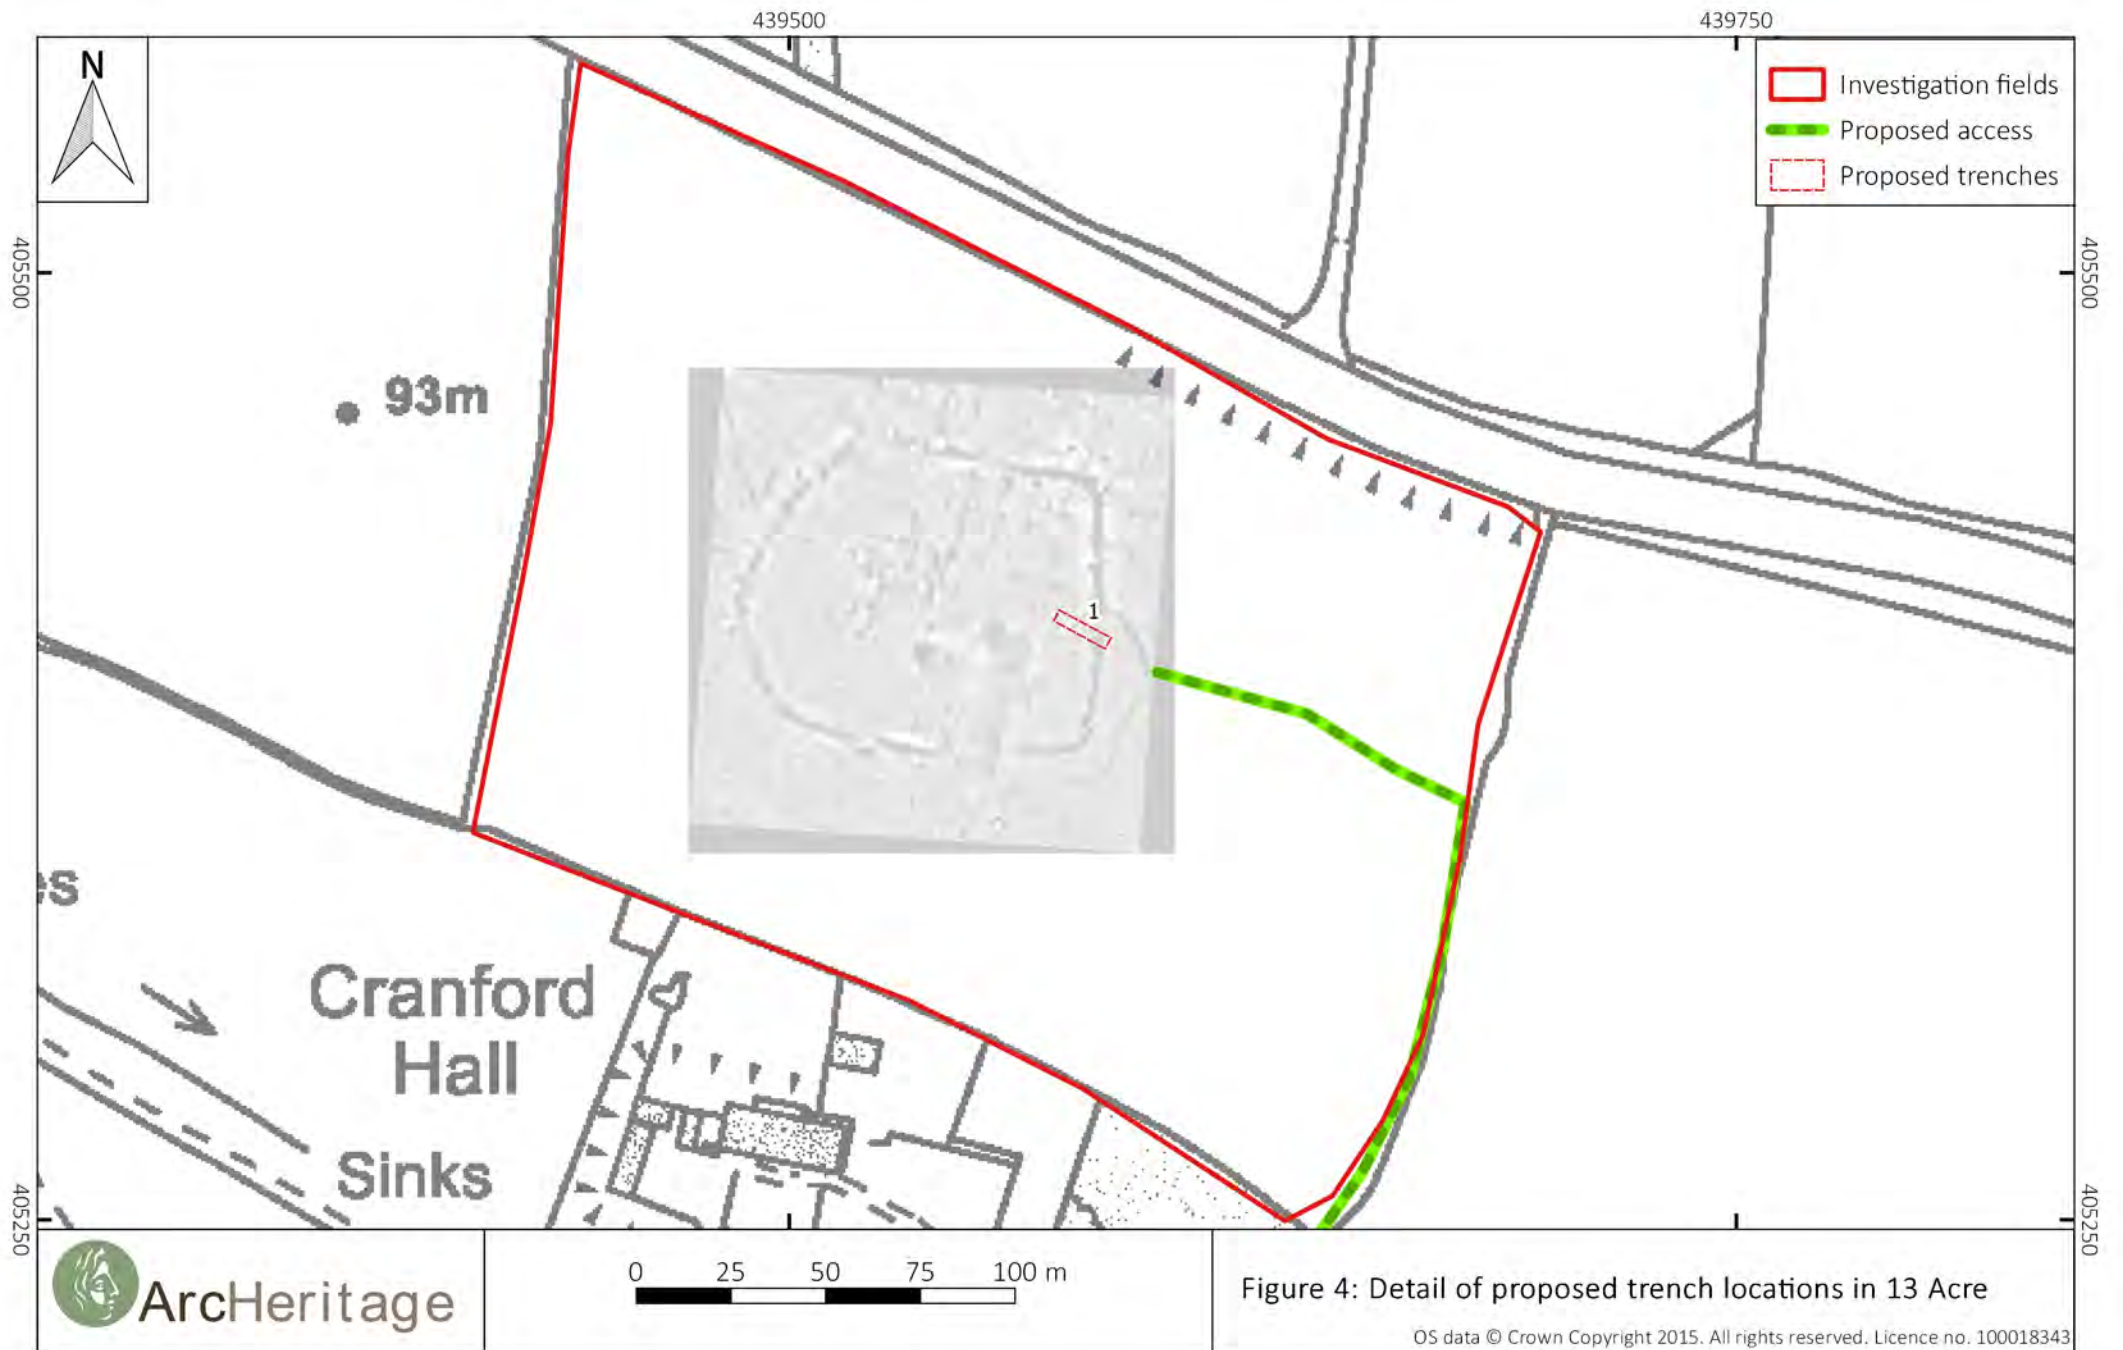 439500
439750
N
Investigation fields
Proposed access
Proposed trenches
405500
405500
93m
1
es
Cranford
Hall
Sinks
405250
405250
ArcHeritage
0 25 50 75 100 m
Figure 4: Detail of proposed trench locations in 13 Acre
OS data © Crown Copyright 2015. All rights reserved. Licence no. 100018343